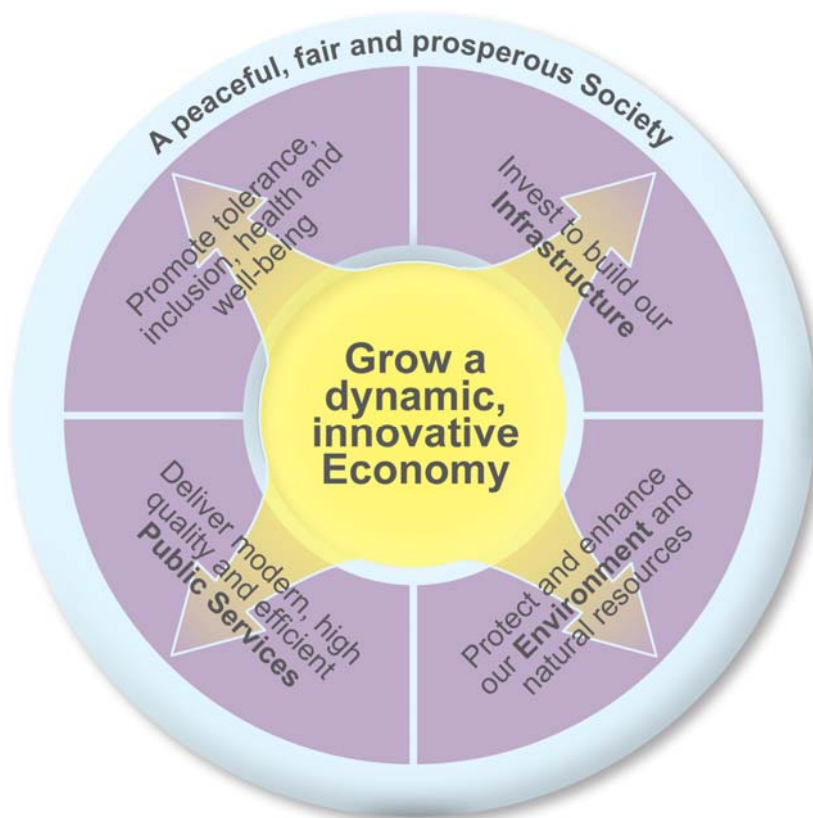 A peaceful, fair and prosperous Society
Promote tolerance,
inclusion, health and
well-being
Invest to build our
Infrastructure
Grow a
dynamic,
innovative
Economy
Deliver modern, high
quality and efficient
Public Services
Protect and enhance
our Environment and
natural resources